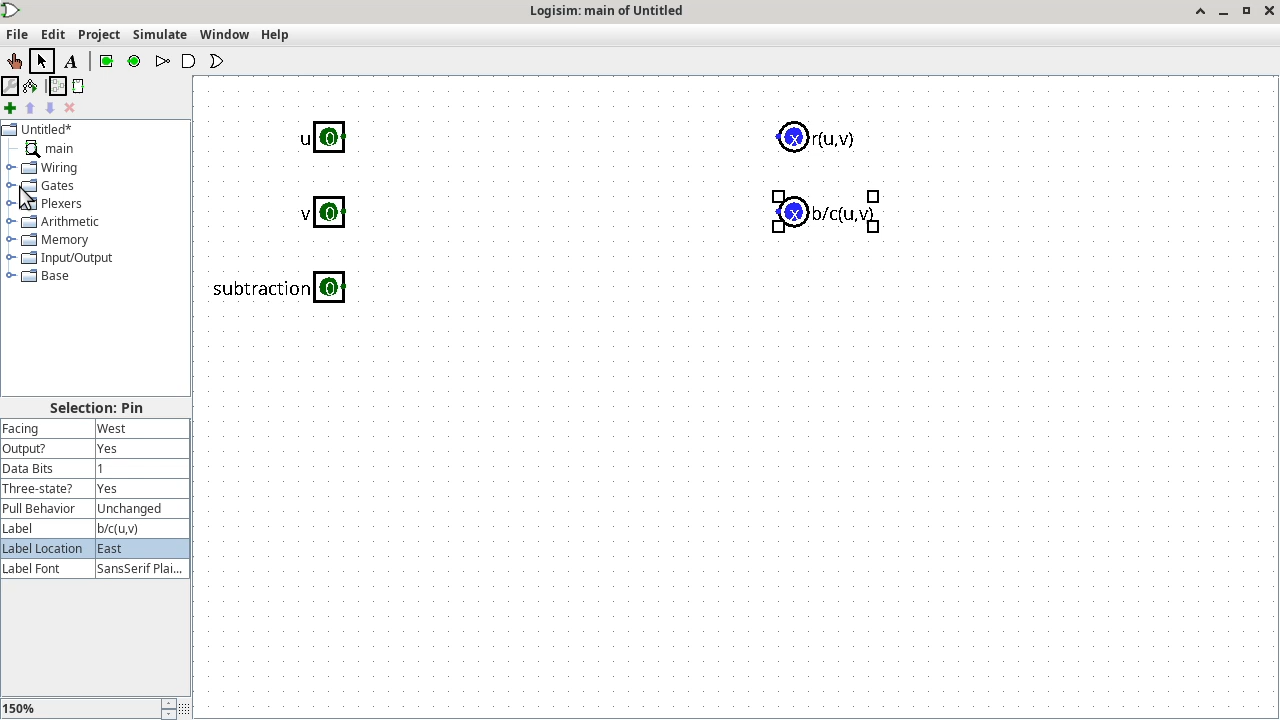 Logisim: main of Untitled
File Edit Project Simulate Window Help
A
Untitled*
main
Wiring
Gates
Plexers
Arithmetic
Memory
Input/Output
Base
Selection: Pin
Facing West
Output? Yes
Data Bits 1
Three-state? Yes
Pull Behavior Unchanged
Label b/c(u,v)
Label Location East
Label Font SansSerif Plai...
150%
u 0 x r(u,v)
v 0 x b/c(u,v)
subtraction 0